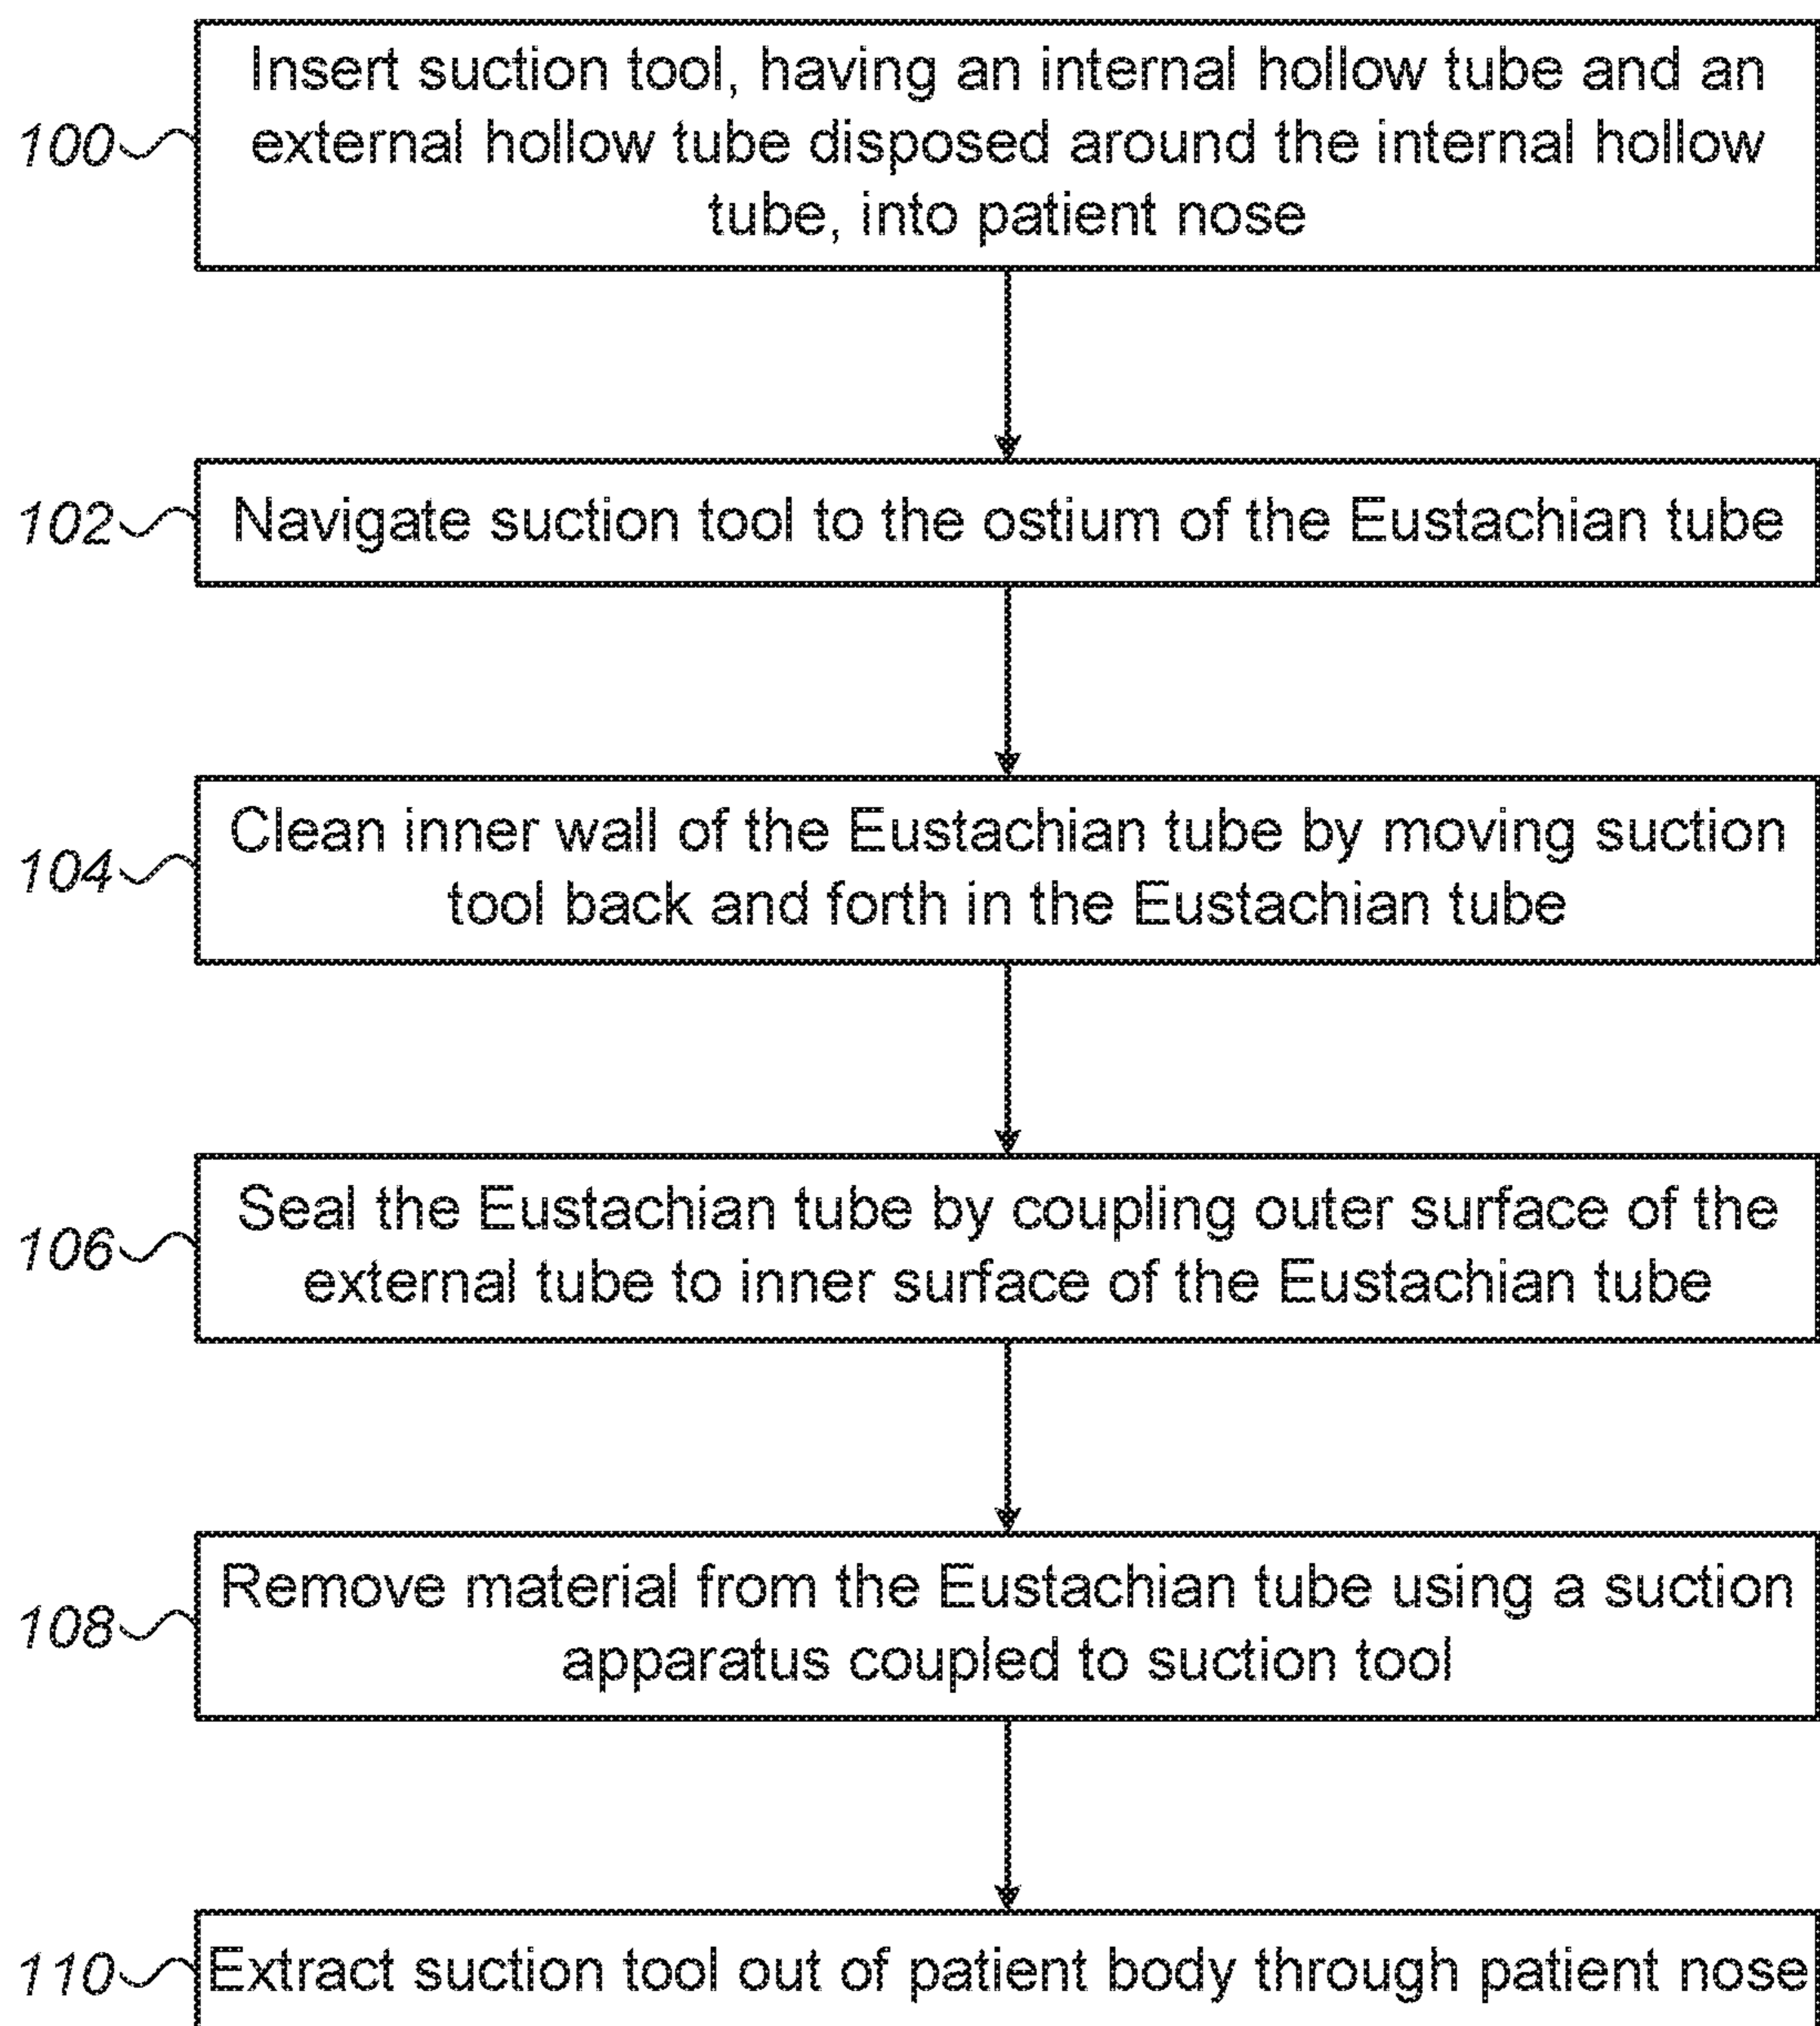 Insert suction tool, having an internal hollow tube and an
100 external hollow tube disposed around the internal hollow
tube, into patient nose
102 Navigate suction tool to the ostium of the Eustachian tube
Clean inner wall of the Eustachian tube by moving suction
104 tool back and forth in the Eustachian tube
Seal the Eustachian tube by coupling outer surface of the
106 external tube to inner surface of the Eustachian tube
Remove material from the Eustachian tube using a suction
108 apparatus coupled to suction tool
110 Extract suction tool out of patient body through patient nose